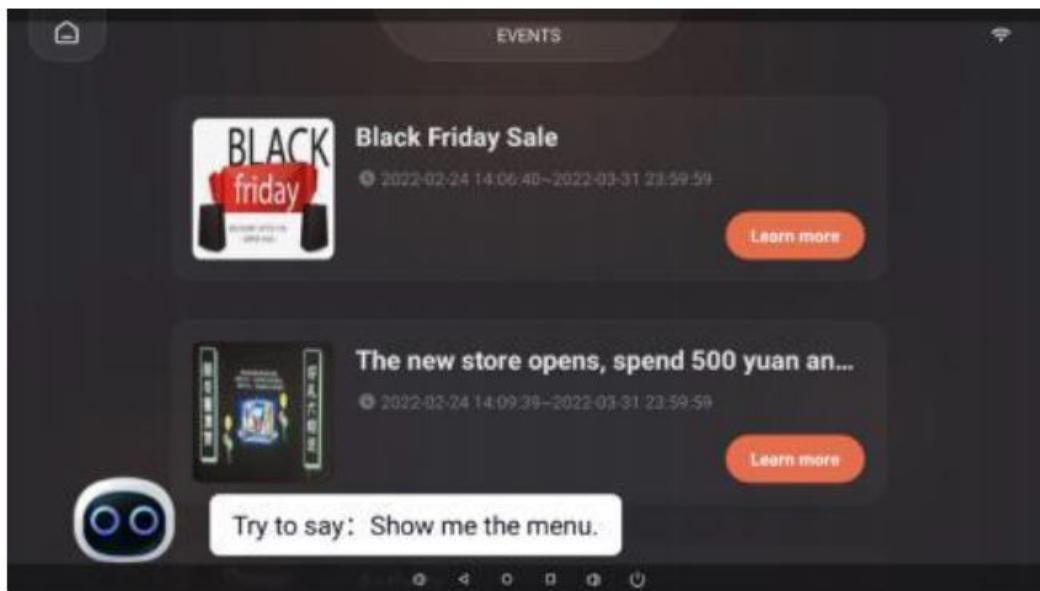 EVENTS
BLACK
friday
Black Friday Sale
2022-02-24 14:06:40~2022-03-31 23:59:59
Learn more
The new store opens, spend 500 yuan an...
2022-02-24 14:09:39~2022-03-31 23:59:59
Learn more
Try to say: Show me the menu.